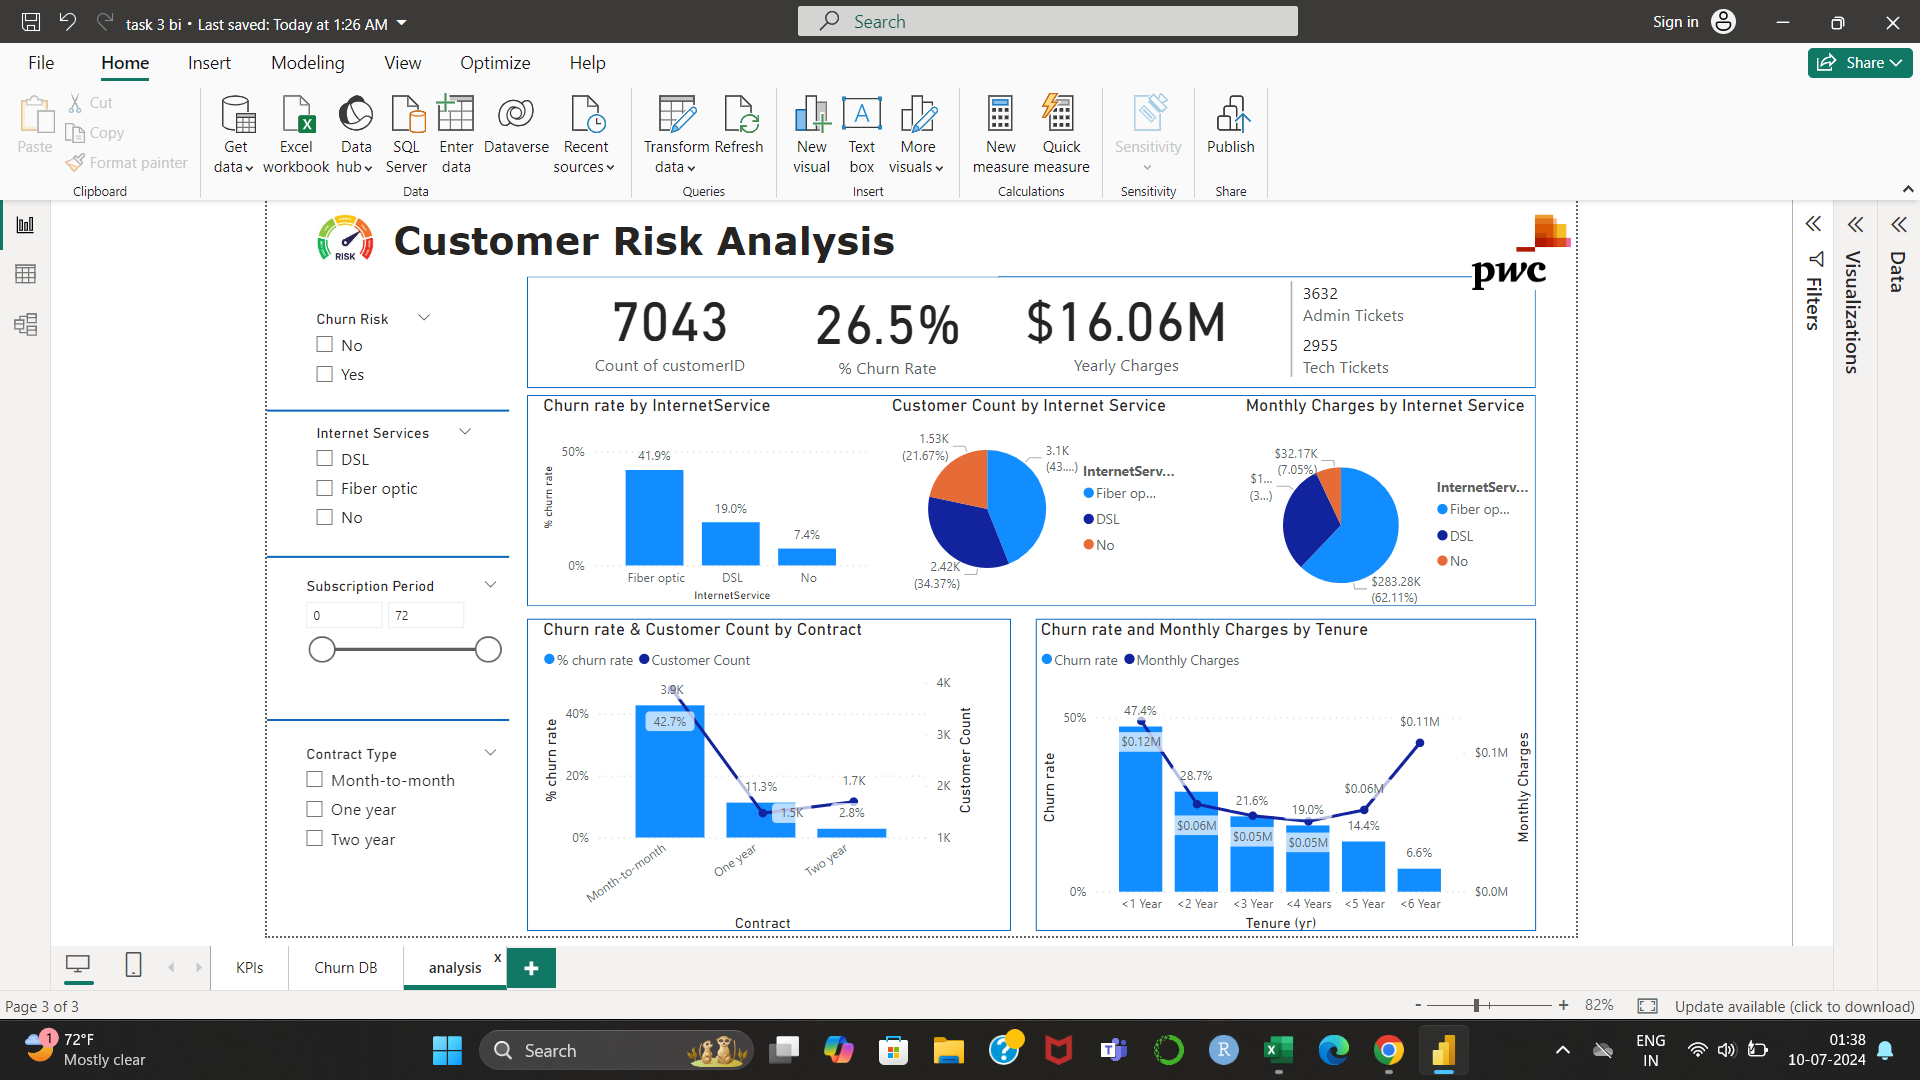 task 3 bi • Last saved: Today at 1:26 AM
Search
Sign in
File
Home
Insert
Modeling
View
Optimize
Help
Share
Paste
Cut
Copy
Format painter
Clipboard
Get data
Excel workbook
Data hub
SQL Server
Enter data
Dataverse
Recent sources
Data
Transform data
Refresh
Queries
New visual
Text box
More visuals
Insert
New measure
Quick measure
Calculations
Sensitivity
Sensitivity
Publish
Share
RISK
Customer Risk Analysis
pwc
Filters
Visualizations
Data
Churn Risk
No
Yes
Internet Services
DSL
Fiber optic
No
Subscription Period
0
72
Contract Type
Month-to-month
One year
Two year
7043
Count of customerID
26.5%
% Churn Rate
$16.06M
Yearly Charges
3632
Admin Tickets
2955
Tech Tickets
Churn rate by InternetService
% churn rate
50%
0%
41.9%
19.0%
7.4%
Fiber optic
DSL
No
InternetService
Customer Count by Internet Service
1.53K
(21.67%)
3.1K
(43....)
2.42K
(34.37%)
InternetServ...
Fiber op...
DSL
No
Monthly Charges by Internet Service
$32.17K
(7.05%)
$1...
(3...)
$283.28K
(62.11%)
InternetServ...
Fiber op...
DSL
No
Churn rate & Customer Count by Contract
% churn rate
Customer Count
% churn rate
40%
20%
0%
3.9K
42.7%
11.3%
1.5K
1.7K
2.8%
4K
3K
2K
1K
Customer Count
Month-to-month
One year
Two year
Contract
Churn rate and Monthly Charges by Tenure
Churn rate
Monthly Charges
Churn rate
50%
0%
47.4%
$0.12M
28.7%
$0.06M
21.6%
$0.05M
19.0%
$0.05M
$0.06M
14.4%
$0.11M
6.6%
$0.1M
$0.0M
Monthly Charges
<1 Year
<2 Year
<3 Year
<4 Years
<5 Year
<6 Year
Tenure (yr)
KPIs
Churn DB
analysis
x
Page 3 of 3
- + 82%
Update available (click to download)
1
72°F
Mostly clear
Search
R
ENG
IN
01:38
10-07-2024